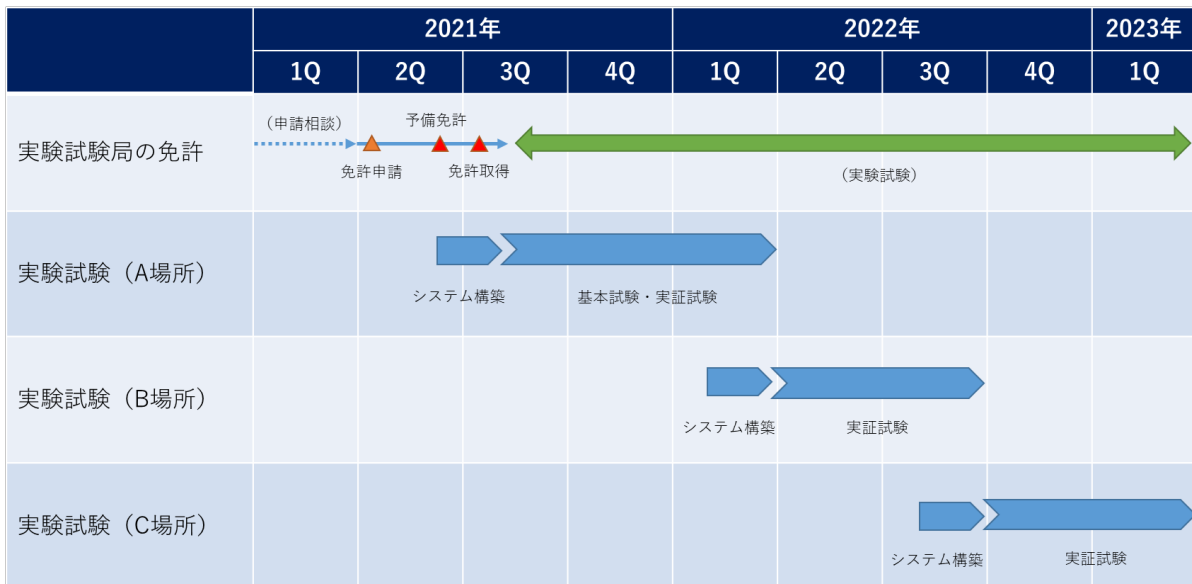 2021年
2022年
2023年
1Q
2Q
3Q
4Q
1Q
2Q
3Q
4Q
1Q
実験試験局の免許
（申請相談）
予備免許
免許申請
免許取得
（実験試験）
実験試験（A場所）
システム構築
基本試験・実証試験
実験試験（B場所）
システム構築
実証試験
実験試験（C場所）
システム構築
実証試験